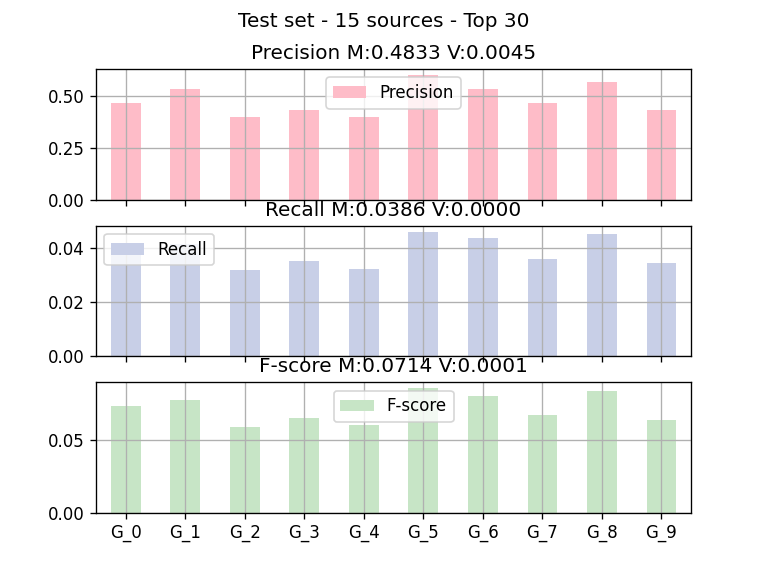 Test set - 15 sources - Top 30
Precision M:0.4833 V:0.0045
0.50
0.25
0.00
Precision
Recall M:0.0386 V:0.0000
0.04
0.02
0.00
Recall
F-score M:0.0714 V:0.0001
0.05
0.00
F-score
G_0 G_1 G_2 G_3 G_4 G_5 G_6 G_7 G_8 G_9